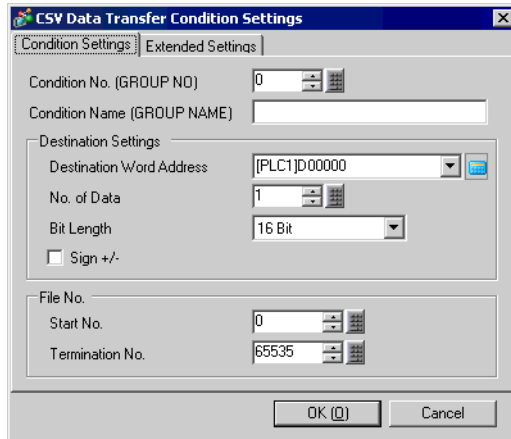 CSV Data Transfer Condition Settings
Condition Settings Extended Settings
Condition No. (GROUP NO) 0
Condition Name (GROUP NAME)
Destination Settings
Destination Word Address [PLC1]D00000
No. of Data 1
Bit Length 16 Bit
Sign +/-
File No.
Start No. 0
Termination No. 65535
OK (O) Cancel